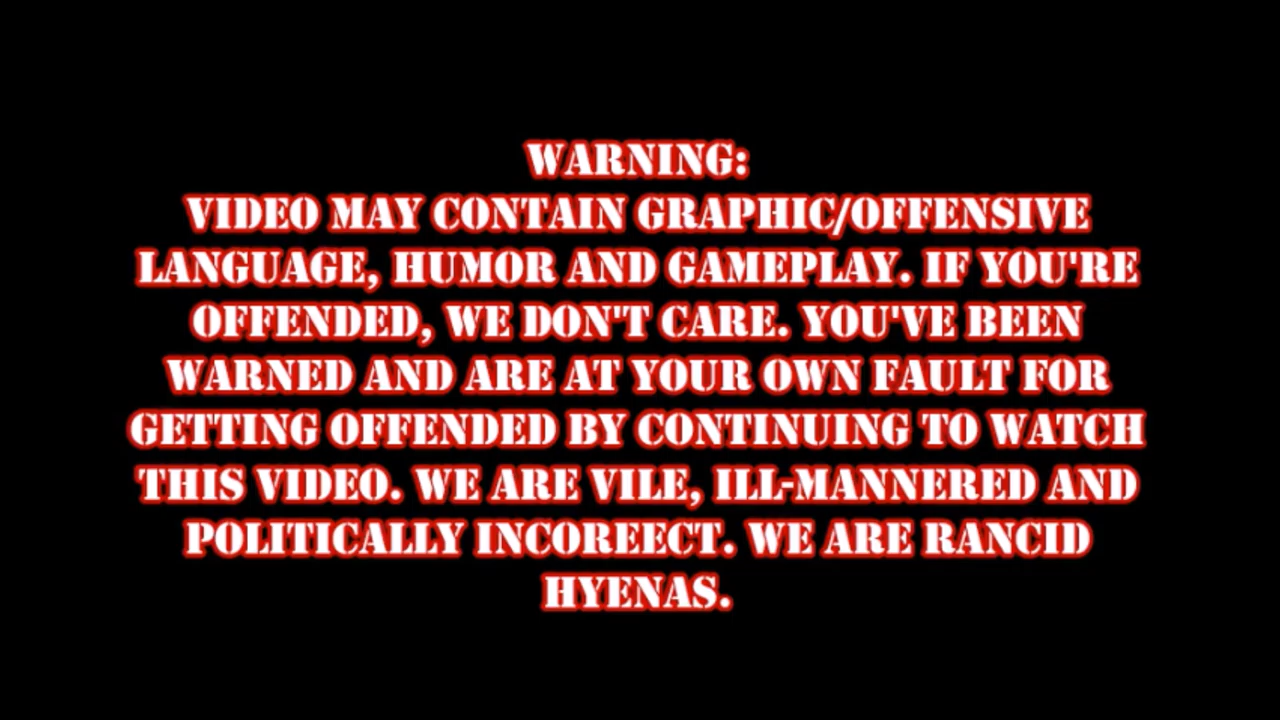 WARNING:
VIDEO MAY CONTAIN GRAPHIC/OFFENSIVE
LANGUAGE, HUMOR AND GAMEPLAY. IF YOU'RE
OFFENDED, WE DON'T CARE. YOU'VE BEEN
WARNED AND ARE AT YOUR OWN FAULT FOR
GETTING OFFENDED BY CONTINUING TO WATCH
THIS VIDEO. WE ARE VILE, ILL-MANNERED AND
POLITICALLY INCOREECT. WE ARE RANCID
HYENAS.